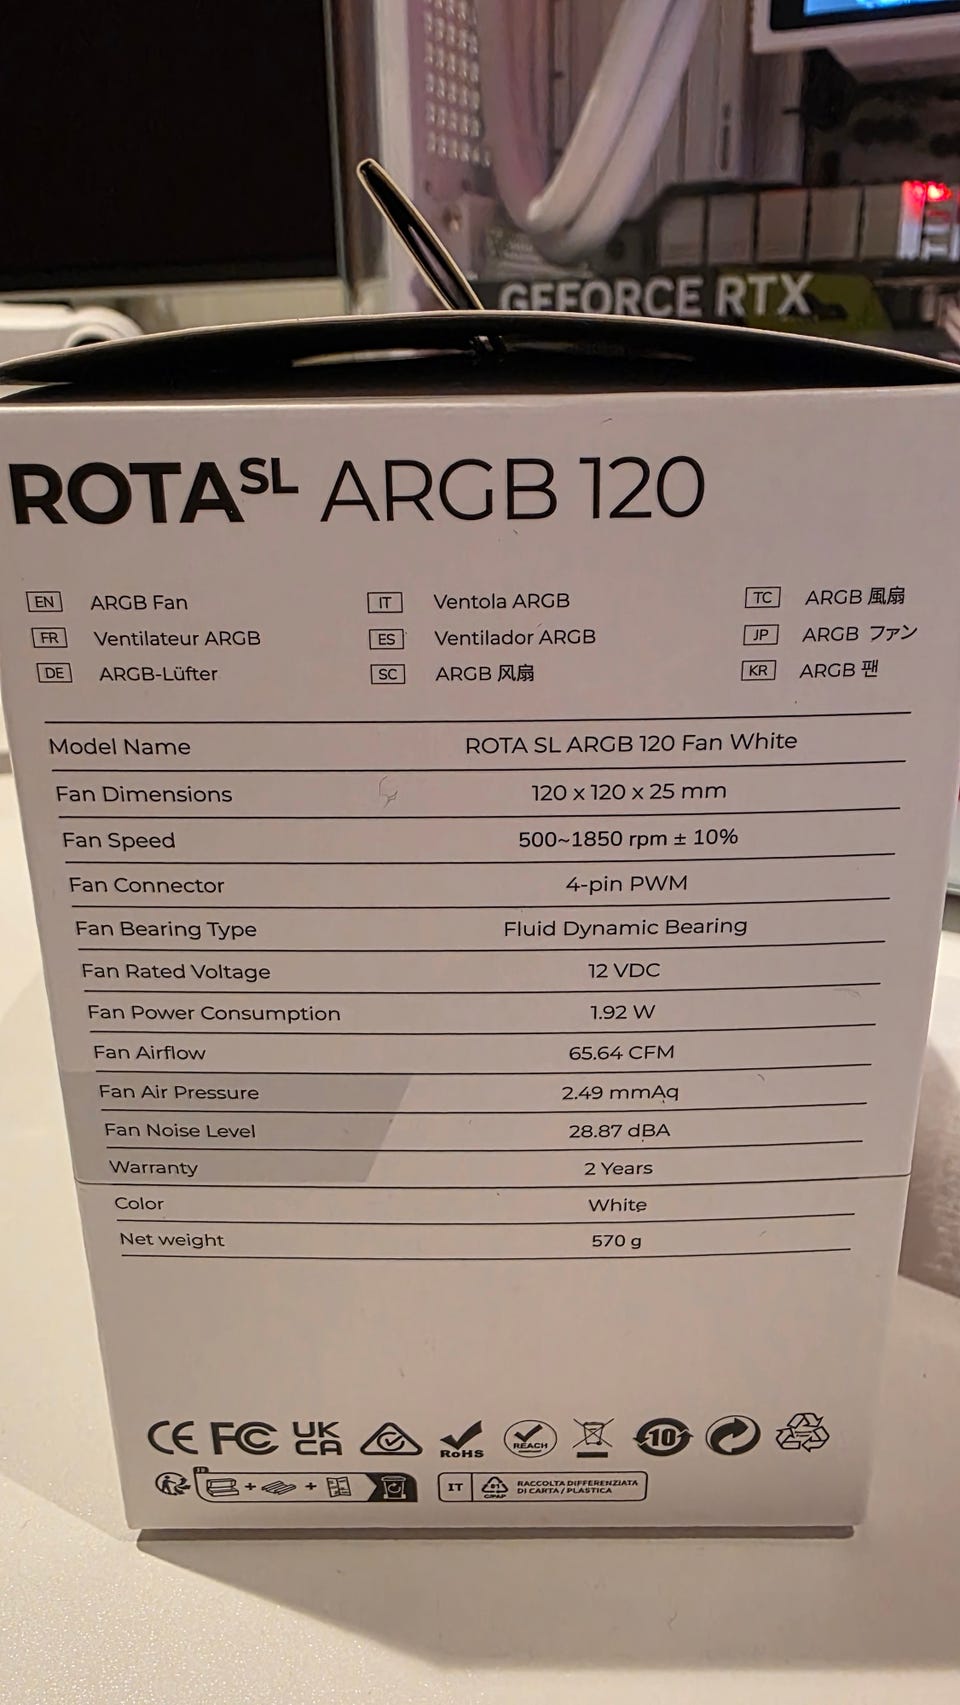 GEFORCE RTX
ROTA SL ARGB 120
EN ARGB Fan
FR Ventilateur ARGB
DE ARGB-Lüfter
IT Ventola ARGB
ES Ventilador ARGB
SC ARGB 风扇
TC ARGB 風扇
JP ARGB ファン
KR ARGB 팬
Model Name ROTA SL ARGB 120 Fan White
Fan Dimensions 120 x 120 x 25 mm
Fan Speed 500~1850 rpm ± 10%
Fan Connector 4-pin PWM
Fan Bearing Type Fluid Dynamic Bearing
Fan Rated Voltage 12 VDC
Fan Power Consumption 1.92 W
Fan Airflow 65.64 CFM
Fan Air Pressure 2.49 mmAq
Fan Noise Level 28.87 dBA
Warranty 2 Years
Color White
Net weight 570 g
CE FC UK CA RoHS REACH 10
IT RACCOLTA DIFFERENZIATA
DI CARTA / PLASTICA